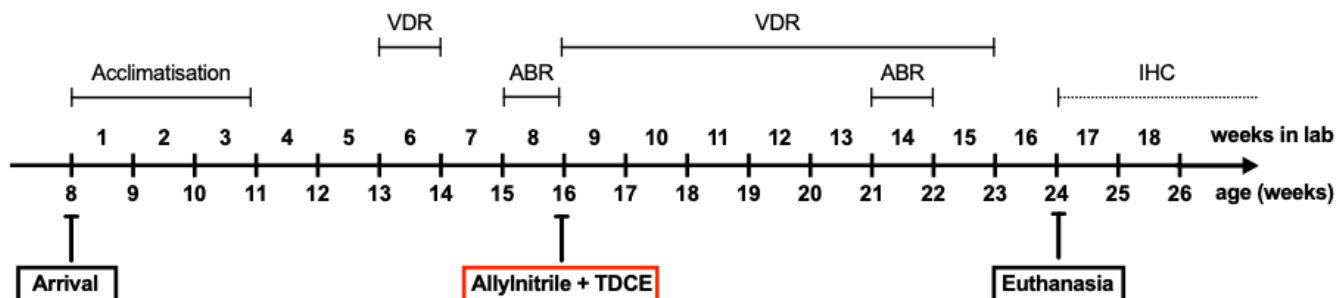 VDR VDR
Acclimatisation ABR ABR IHC
1 2 3 4 5 6 7 8 9 10 11 12 13 14 15 16 17 18 weeks in lab
8 9 10 11 12 13 14 15 16 17 18 19 20 21 22 23 24 25 26 age (weeks)
Arrival Allylnitrile + TDCE Euthanasia